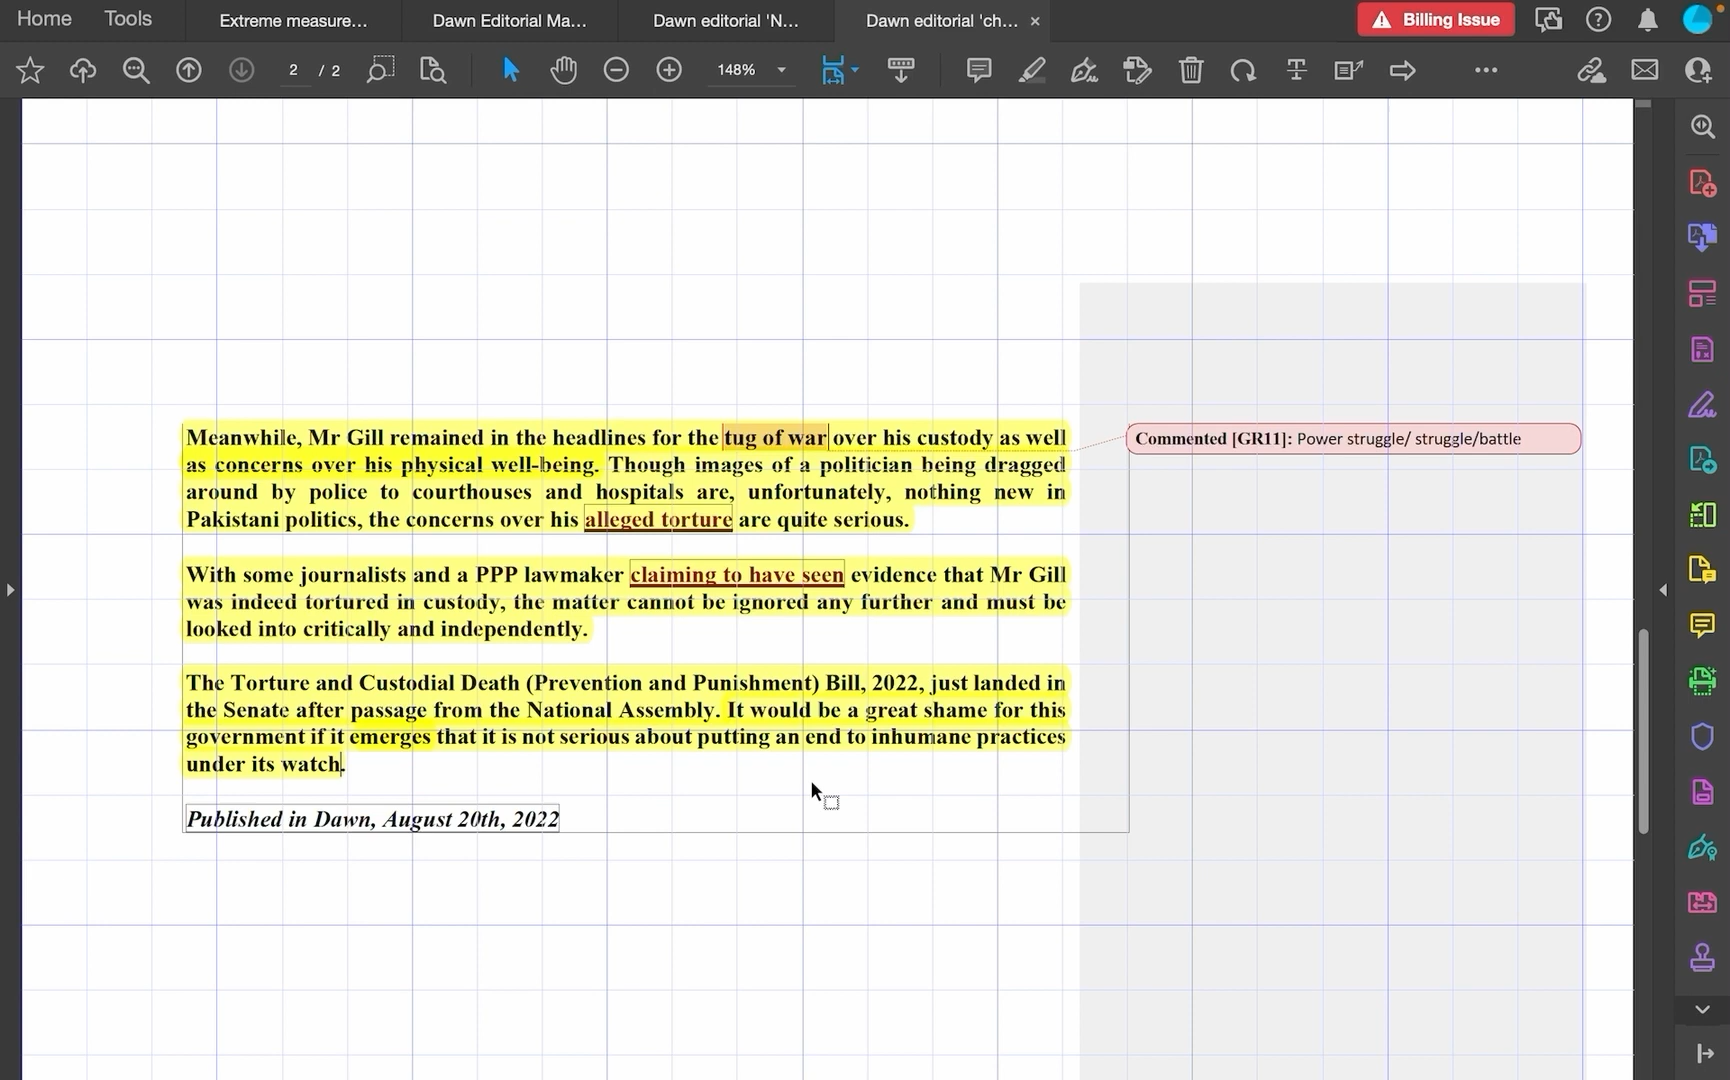 Home Tools Extreme measure... Dawn Editorial Ma... Dawn editorial 'N... Dawn editorial 'ch... × Billing Issue
2 / 2 148%
Meanwhile, Mr Gill remained in the headlines for the tug of war over his custody as well
as concerns over his physical well-being. Though images of a politician being dragged
around by police to courthouses and hospitals are, unfortunately, nothing new in
Pakistani politics, the concerns over his alleged torture are quite serious.
Commented [GR11]: Power struggle/ struggle/battle
With some journalists and a PPP lawmaker claiming to have seen evidence that Mr Gill
was indeed tortured in custody, the matter cannot be ignored any further and must be
looked into critically and independently.
The Torture and Custodial Death (Prevention and Punishment) Bill, 2022, just landed in
the Senate after passage from the National Assembly. It would be a great shame for this
government if it emerges that it is not serious about putting an end to inhumane practices
under its watch.
Published in Dawn, August 20th, 2022